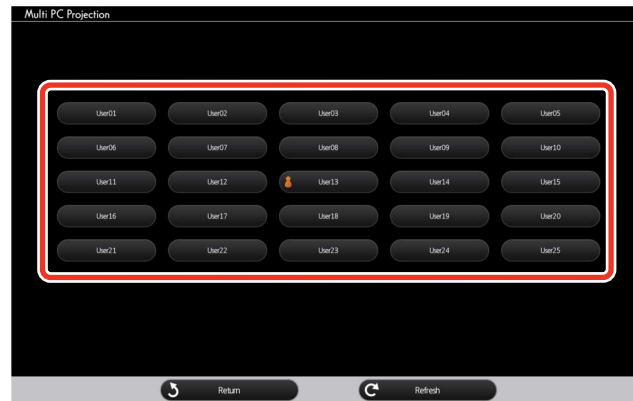 Multi PC Projection
User01 User02 User03 User04 User05
User06 User07 User08 User09 User10
User11 User12 User13 User14 User15
User16 User17 User18 User19 User20
User21 User22 User23 User24 User25
Return Refresh